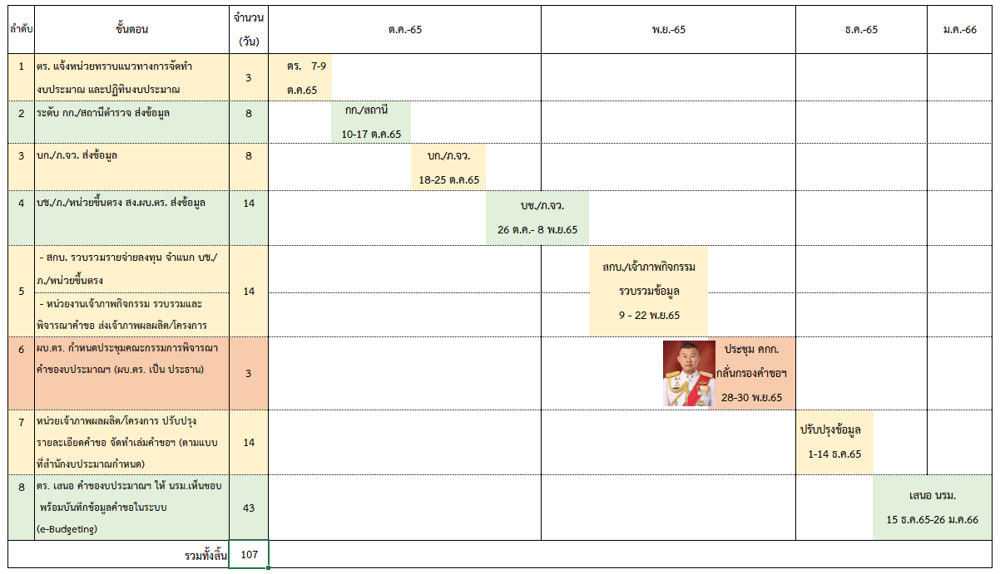 ลำดับ
ขั้นตอน
จำนวน
(วัน)
ต.ค.-65
พ.ย.-65
ธ.ค.-65
ม.ค.-66
1
ตร. แจ้งหน่วยทราบแนวทางการจัดทำ
งบประมาณ และปฏิทินงบประมาณ
3
ตร. 7-9
ต.ค.65
2
ระดับ กก./สถานีตำรวจ ส่งข้อมูล
8
กก./สถานี
10-17 ต.ค.65
3
บก./ภ.จว. ส่งข้อมูล
8
บก./ภ.จว.
18-25 ต.ค.65
4
บช./ภ./หน่วยขึ้นตรง สง.ผบ.ตร. ส่งข้อมูล
14
บช./ภ.จว.
26 ต.ค.- 8 พ.ย.65
5
- สกบ. รวบรวมรายจ่ายลงทุน จำแนก บช./
ภ./หน่วยขึ้นตรง
- หน่วยงานเจ้าภาพกิจกรรม รวบรวมและ
พิจารณาคำขอ ส่งเจ้าภาพผลผลิต/โครงการ
14
สกบ./เจ้าภาพกิจกรรม
รวบรวมข้อมูล
9 - 22 พ.ย.65
6
ผบ.ตร. กำหนดประชุมคณะกรรมการพิจารณา
คำของบประมาณฯ (ผบ.ตร. เป็น ประธาน)
3
ประชุม คกก.
กลั่นกรองคำขอฯ
28-30 พ.ย.65
7
หน่วยเจ้าภาพผลผลิต/โครงการ ปรับปรุง
รายละเอียดคำขอ จัดทำเล่มคำขอฯ (ตามแบบ
ที่สำนักงบประมาณกำหนด)
14
ปรับปรุงข้อมูล
1-14 ธ.ค.65
8
ตร. เสนอ คำของบประมาณฯ ให้ นรม.เห็นชอบ
พร้อมบันทึกข้อมูลคำขอในระบบ
(e-Budgeting)
43
เสนอ นรม.
15 ธ.ค.65-26 ม.ค.66
รวมทั้งสิ้น
107